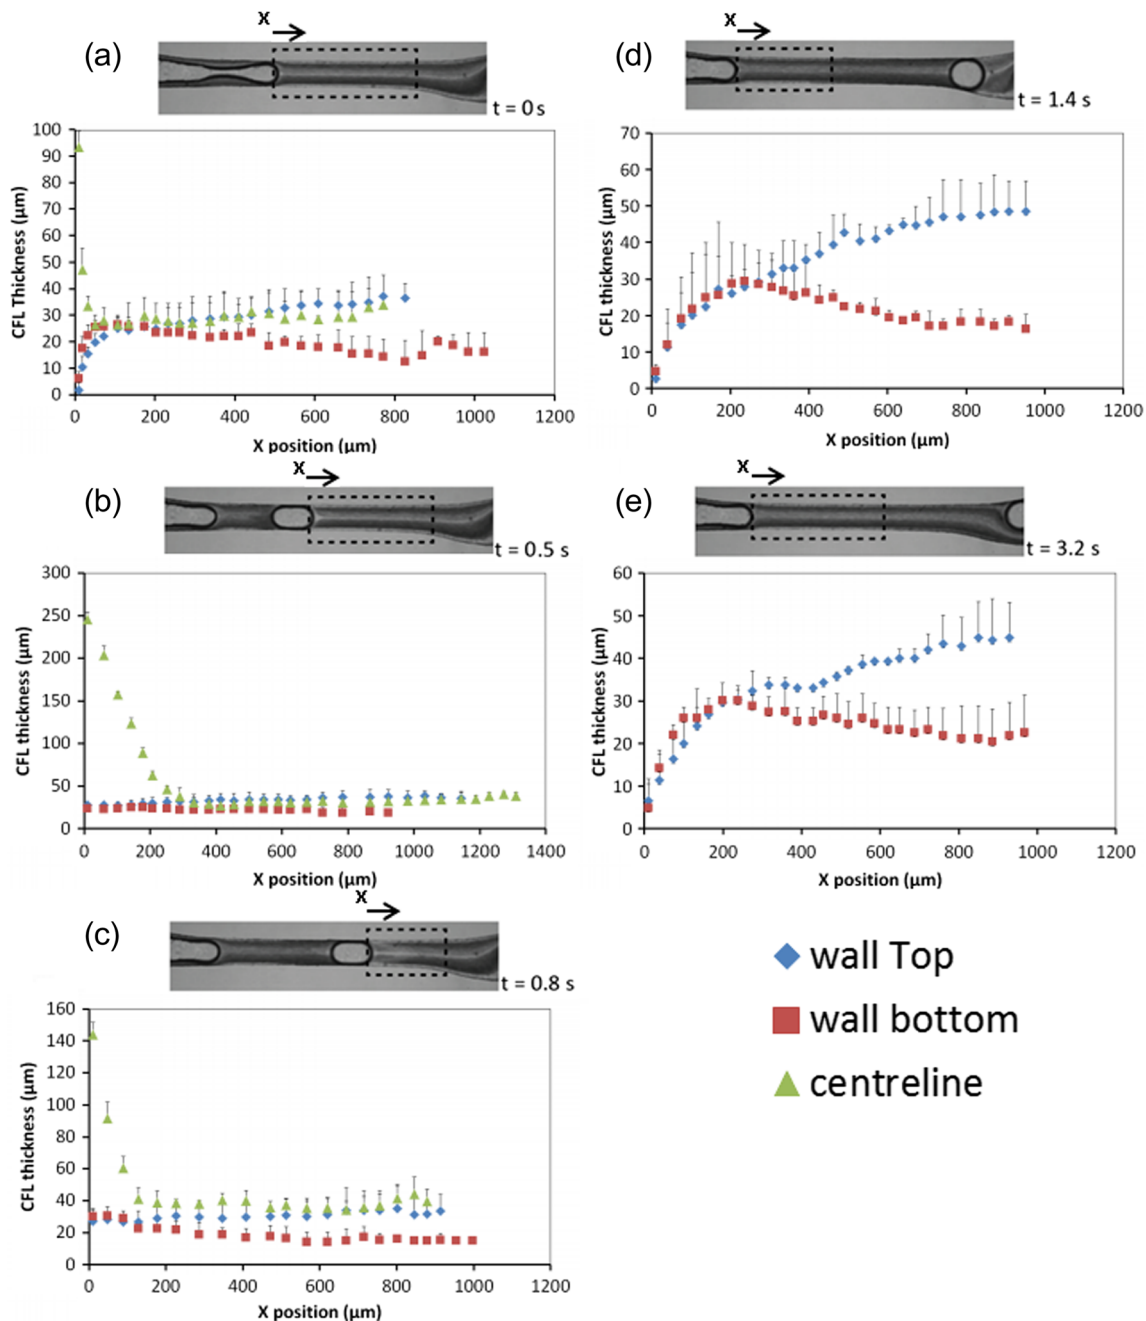 (a)
X
t = 0 s
100
90
80
70
60
50
40
30
20
10
0
CFL Thickness (µm)
0 200 400 600 800 1000 1200
X position (µm)
(b)
X
t = 0.5 s
300
250
200
150
100
50
0
CFL thickness (µm)
0 200 400 600 800 1000 1200 1400
X position (µm)
(c)
X
t = 0.8 s
160
140
120
100
80
60
40
20
0
CFL thickness (µm)
0 200 400 600 800 1000 1200
X position (µm)
(d)
X
t = 1.4 s
70
60
50
40
30
20
10
0
CFL thickness (µm)
0 200 400 600 800 1000 1200
X position (µm)
(e)
X
t = 3.2 s
60
50
40
30
20
10
0
CFL thickness (µm)
0 200 400 600 800 1000 1200
X position (µm)
wall Top
wall bottom
centreline